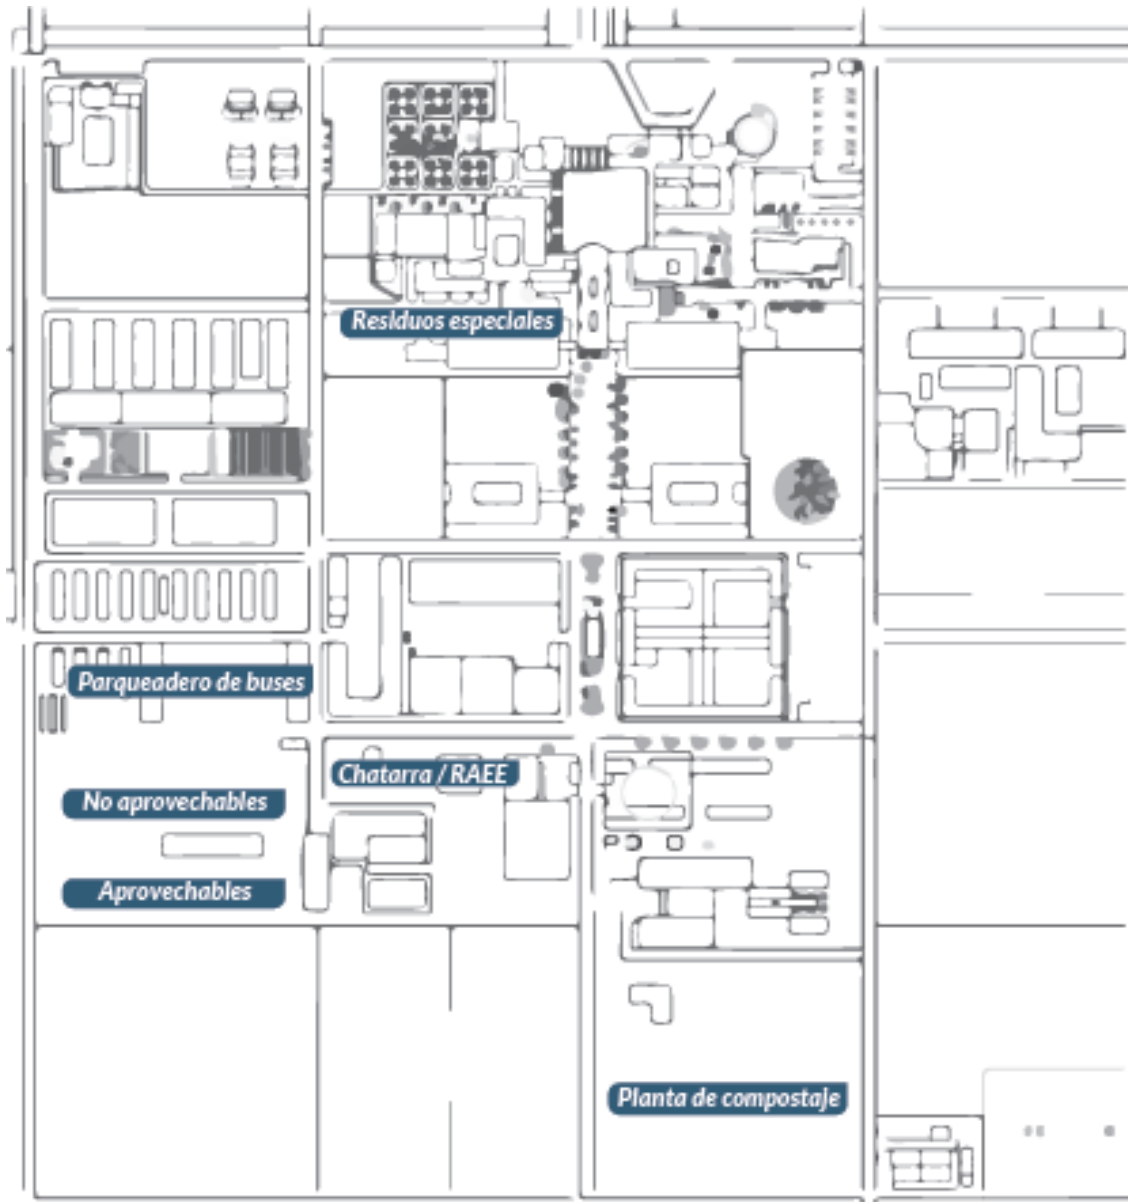 Residuos especiales
Parqueadero de buses
Chatarra / RAEE
No aprovechables
Aprovechables
Planta de compostaje